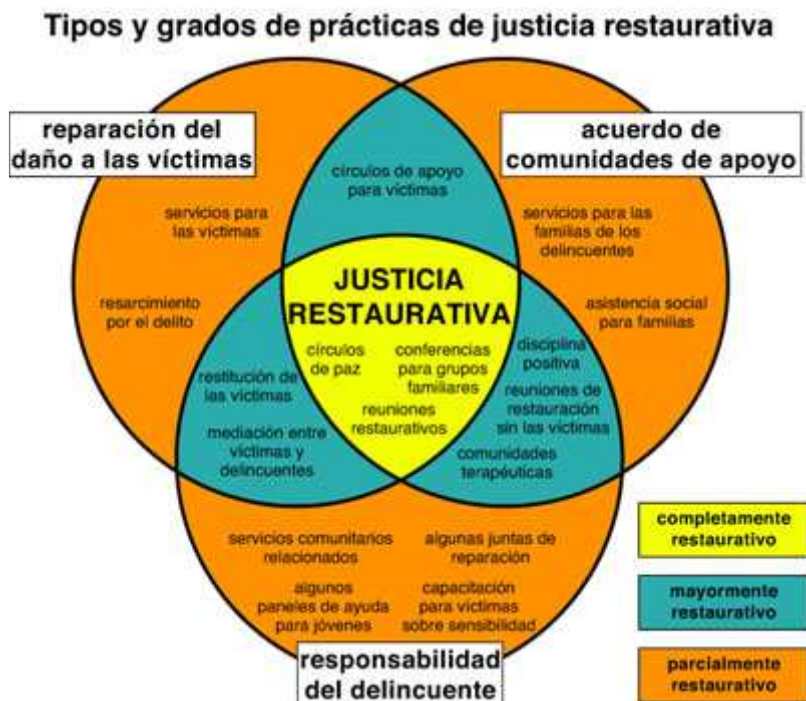 Tipos y grados de prácticas de justicia restaurativa
reparación del
daño a las víctimas
acuerdo de
comunidades de apoyo
círculos de apoyo
para víctimas
servicios para
las víctimas
servicios para las
familias de los
delincuentes
resarcimiento
por el delito
asistencia social
para familias
JUSTICIA
RESTAURATIVA
círculos
de paz
conferencias
para grupos
familiares
reuniones
restaurativos
restitución de
las víctimas
mediación entre
víctimas y
delincuentes
disciplina
positiva
reuniones de
restauración
sin las víctimas
comunidades
terapéuticas
servicios comunitarios
relacionados
algunas juntas de
reparación
algunos
paneles de ayuda
para jóvenes
capacitación
para víctimas
sobre sensibilidad
responsabilidad
del delincuente
completamente
restaurativo
mayormente
restaurativo
parcialmente
restaurativo